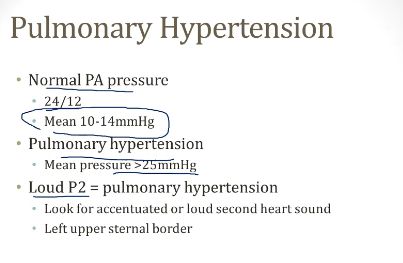 Pulmonary Hypertension
• Normal PA pressure
• 24/12
• Mean 10-14mmHg
• Pulmonary hypertension
• Mean pressure >25mmHg
• Loud P2 = pulmonary hypertension
• Look for accentuated or loud second heart sound
• Left upper sternal border